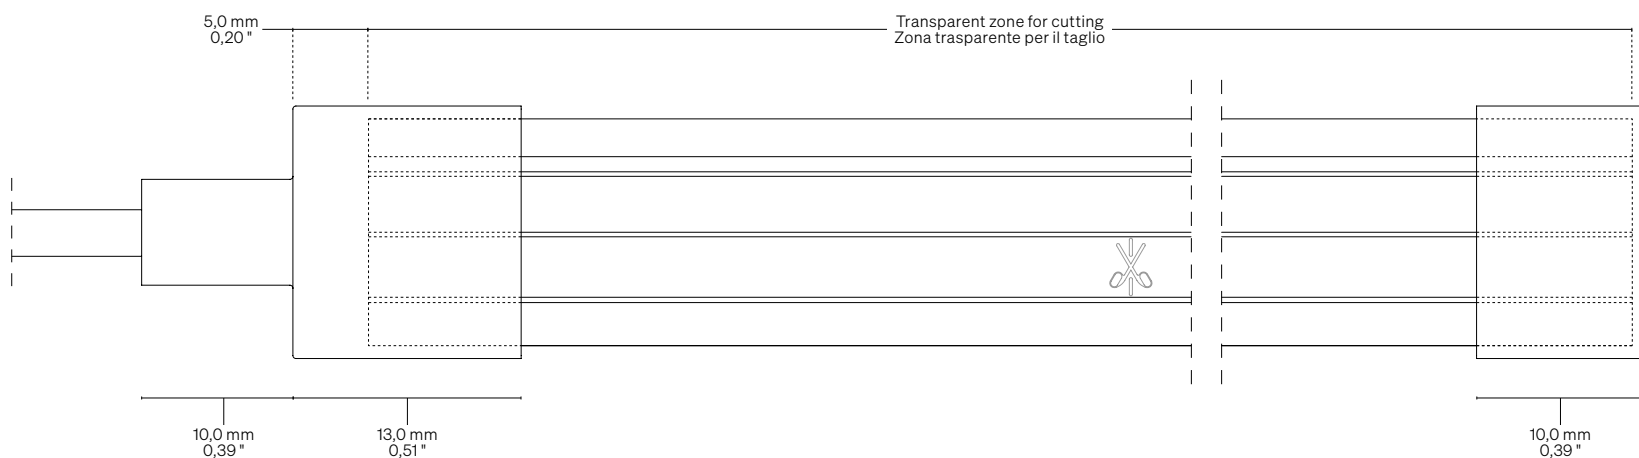 5,0 mm
0,20 "
Transparent zone for cutting
Zona trasparente per il taglio
10,0 mm
0,39 "
13,0 mm
0,51 "
10,0 mm
0,39 "